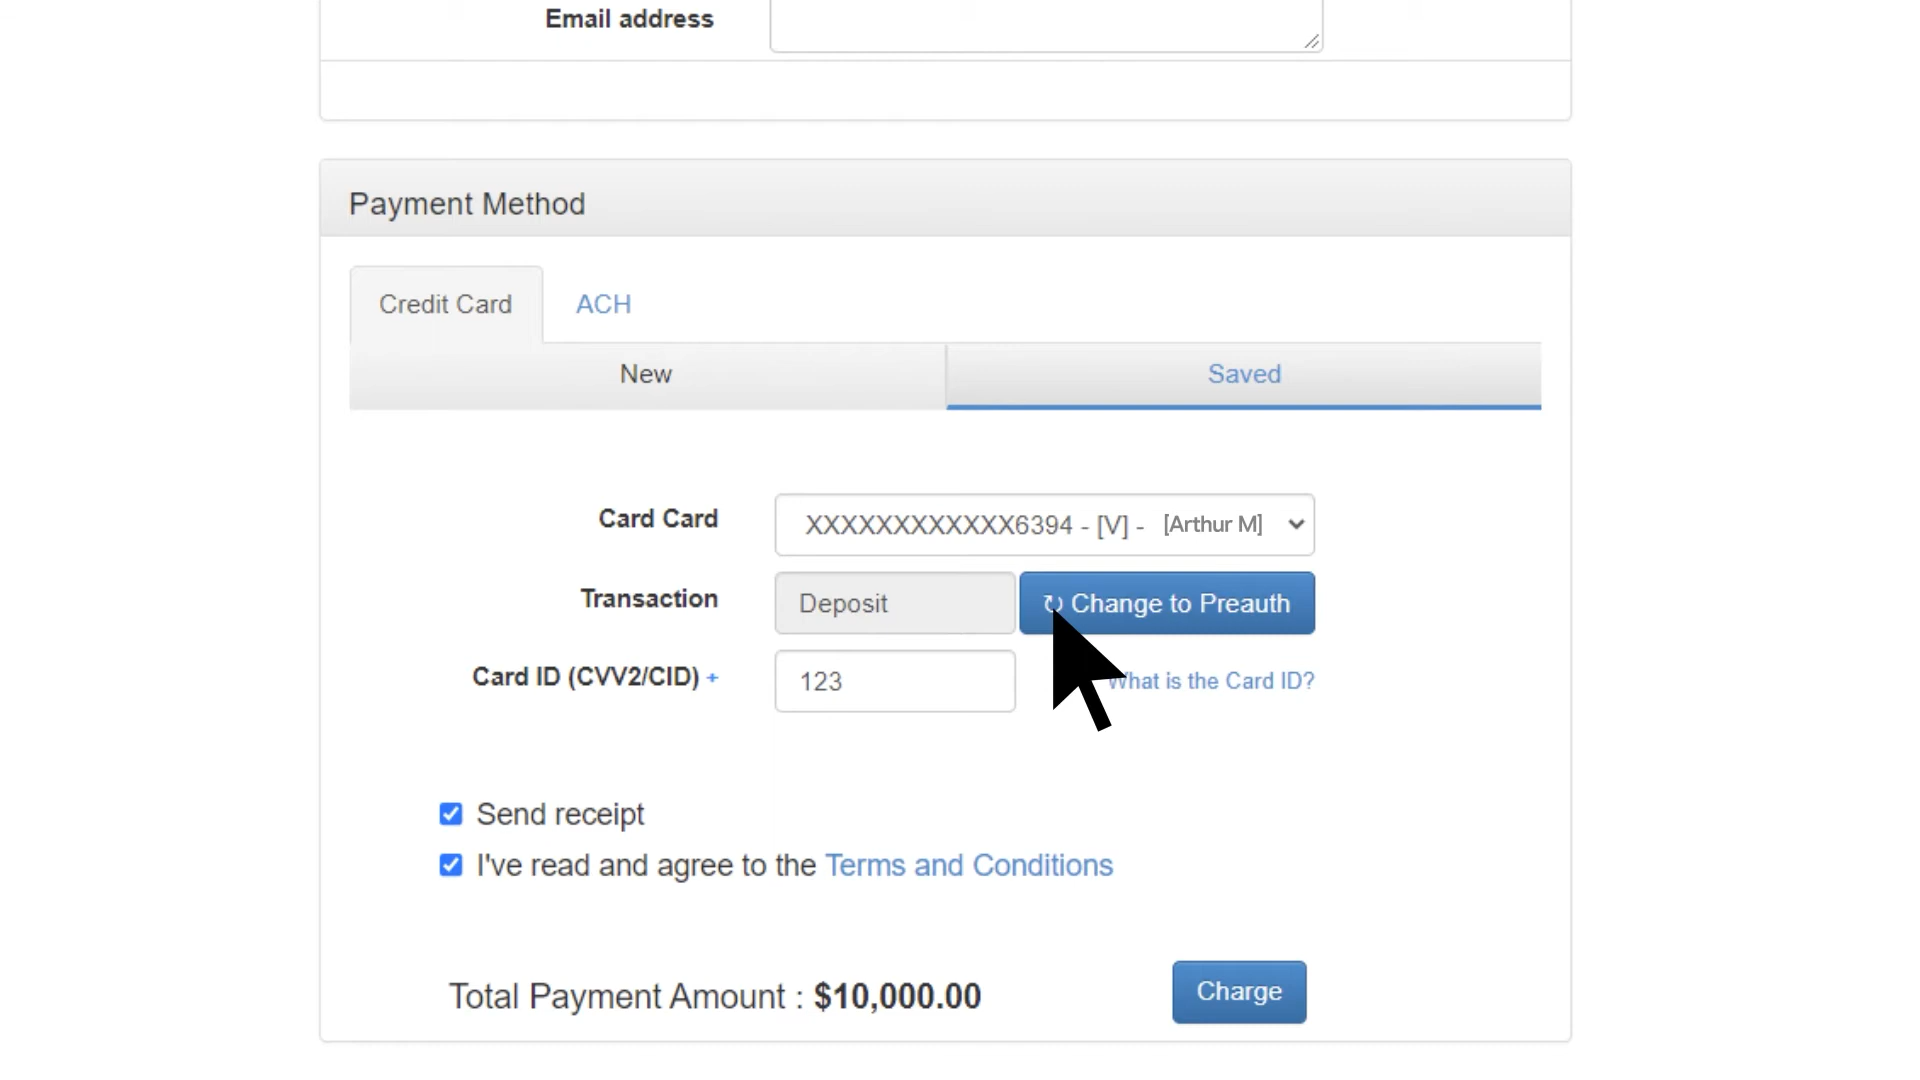 Email address
Payment Method
Credit Card ACH
New Saved
Card Card XXXXXXXXXXXX6394 - [V] - [Arthur M]
Transaction Deposit ↻ Change to Preauth
Card ID (CVV2/CID) + 123 What is the Card ID?
Send receipt
I've read and agree to the Terms and Conditions
Total Payment Amount : $10,000.00 Charge